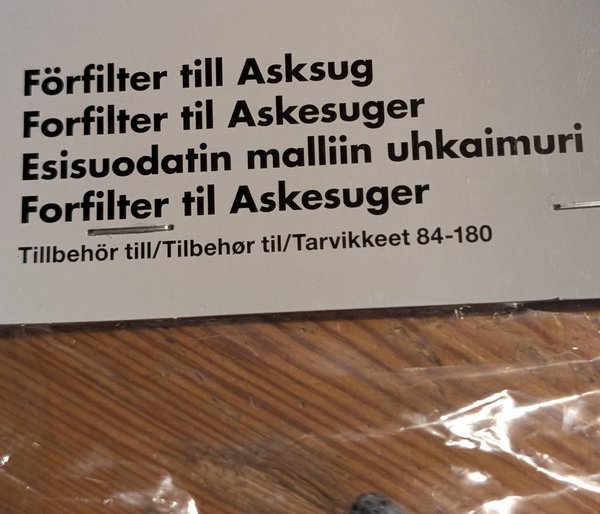 Förfilter till Asksug
Forfilter til Askesuger
Esisuodatin malliin uhkaimuri
Forfilter til Askesuger
Tillbehör till/Tilbehør til/Tarvikkeet 84-180